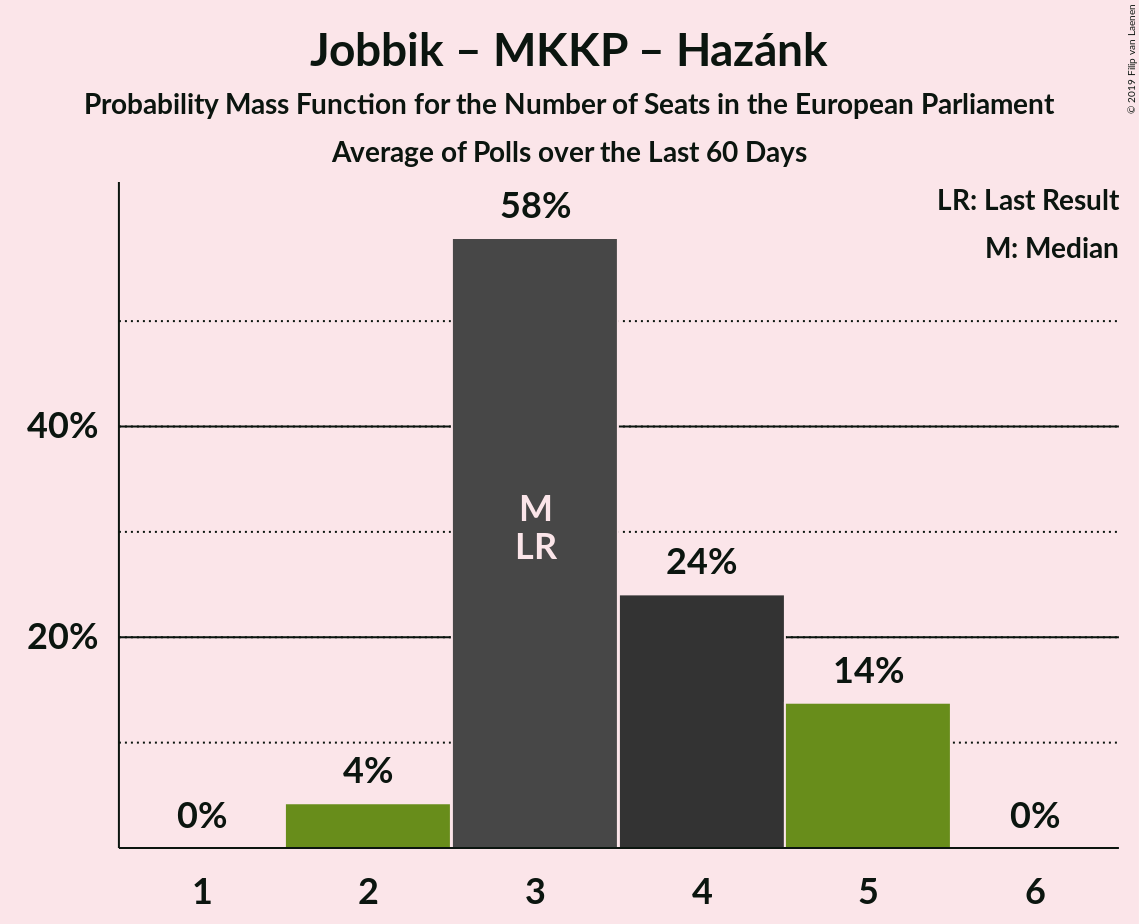 Jobbik – MKKP – Hazánk
Probability Mass Function for the Number of Seats in the European Parliament
Average of Polls over the Last 60 Days
© 2019 Filip van Laenen
LR: Last Result
M: Median
58%
40%
M
LR
24%
20%
14%
4%
0%
0%
1 2 3 4 5 6